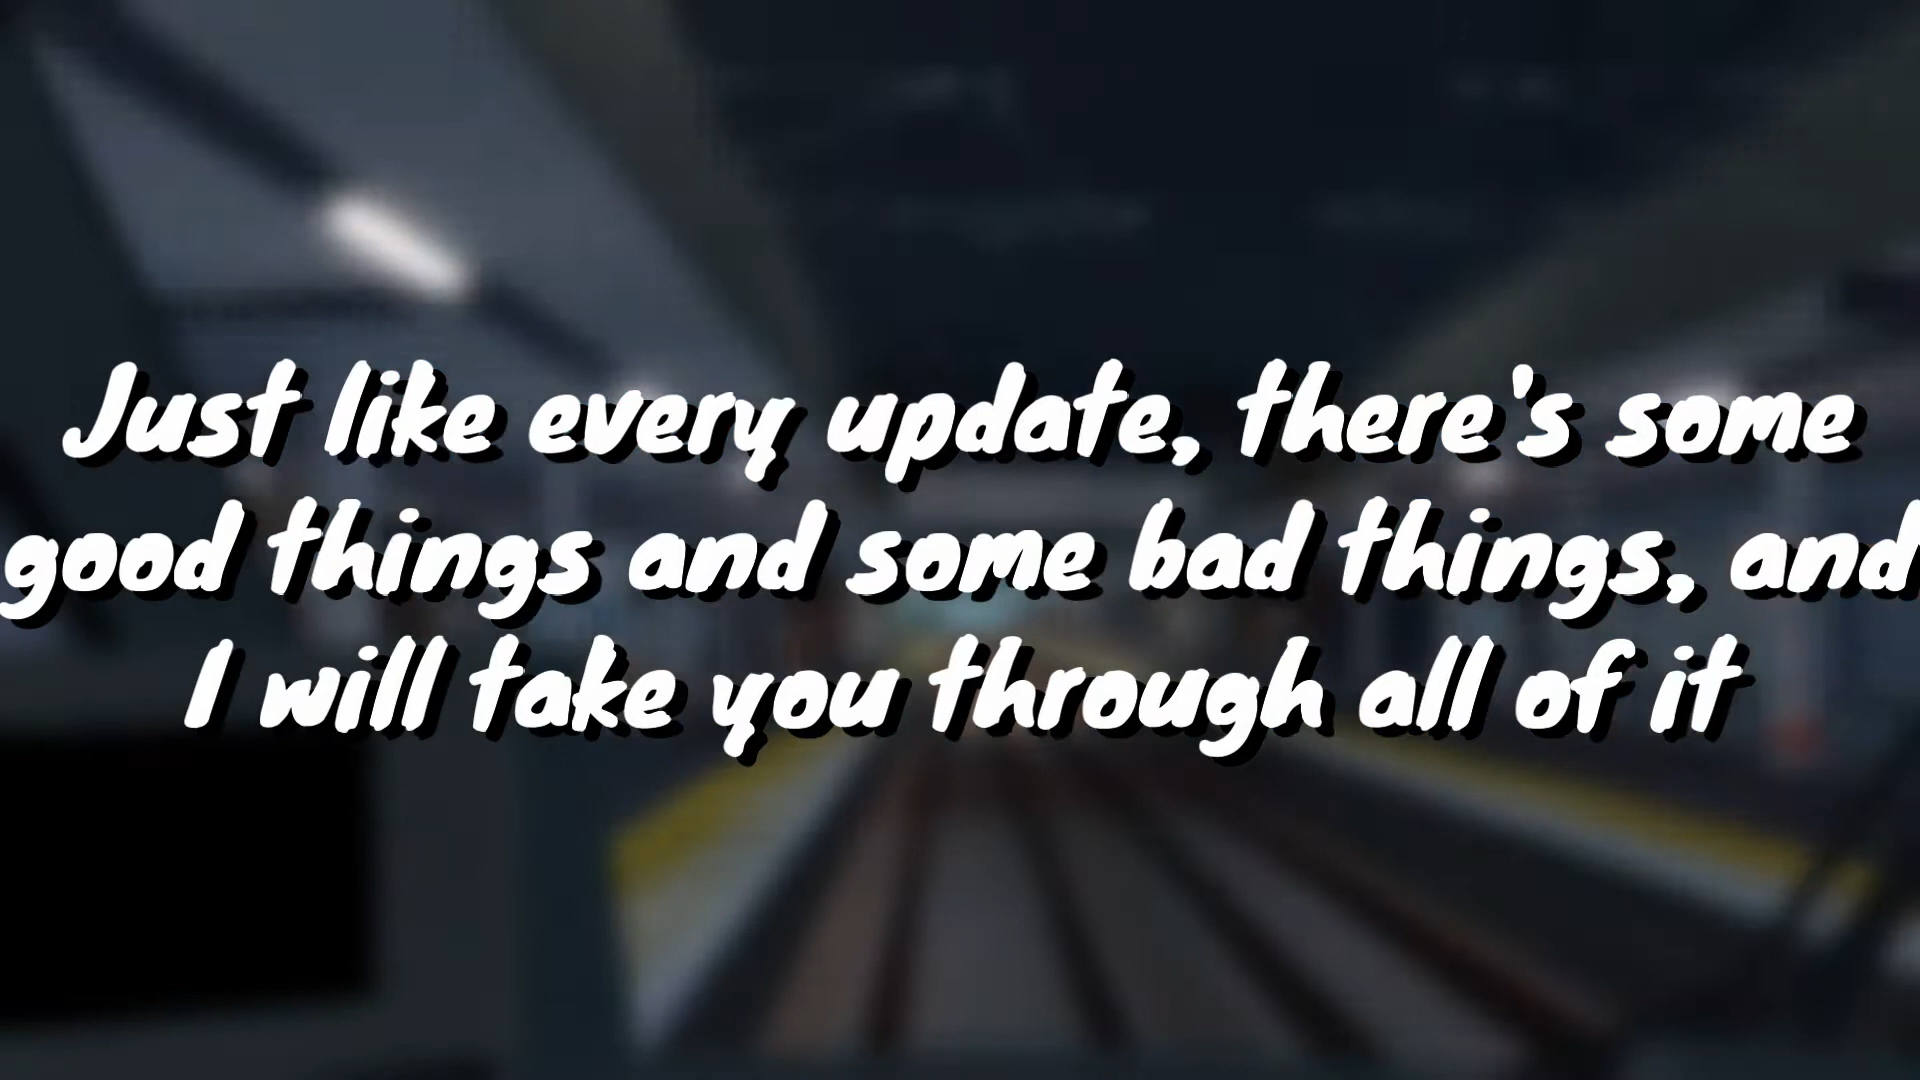 Just like every update, there's some
good things and some bad things, and
I will take you through all of it